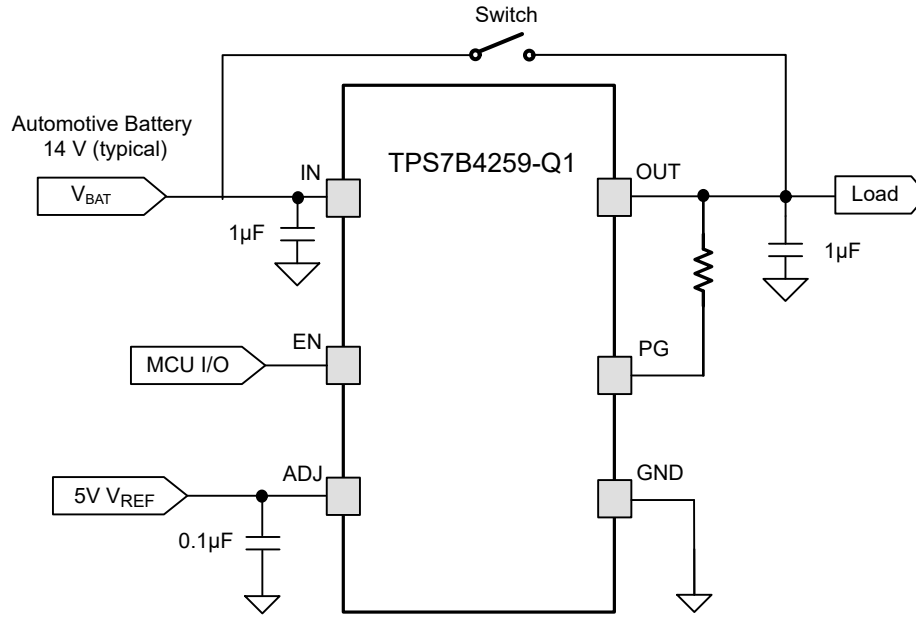 Switch
Automotive Battery
14 V (typical)
TPS7B4259-Q1
IN
OUT
VBAT
Load
1µF
1µF
EN
PG
MCU I/O
ADJ
GND
5V VREF
0.1µF